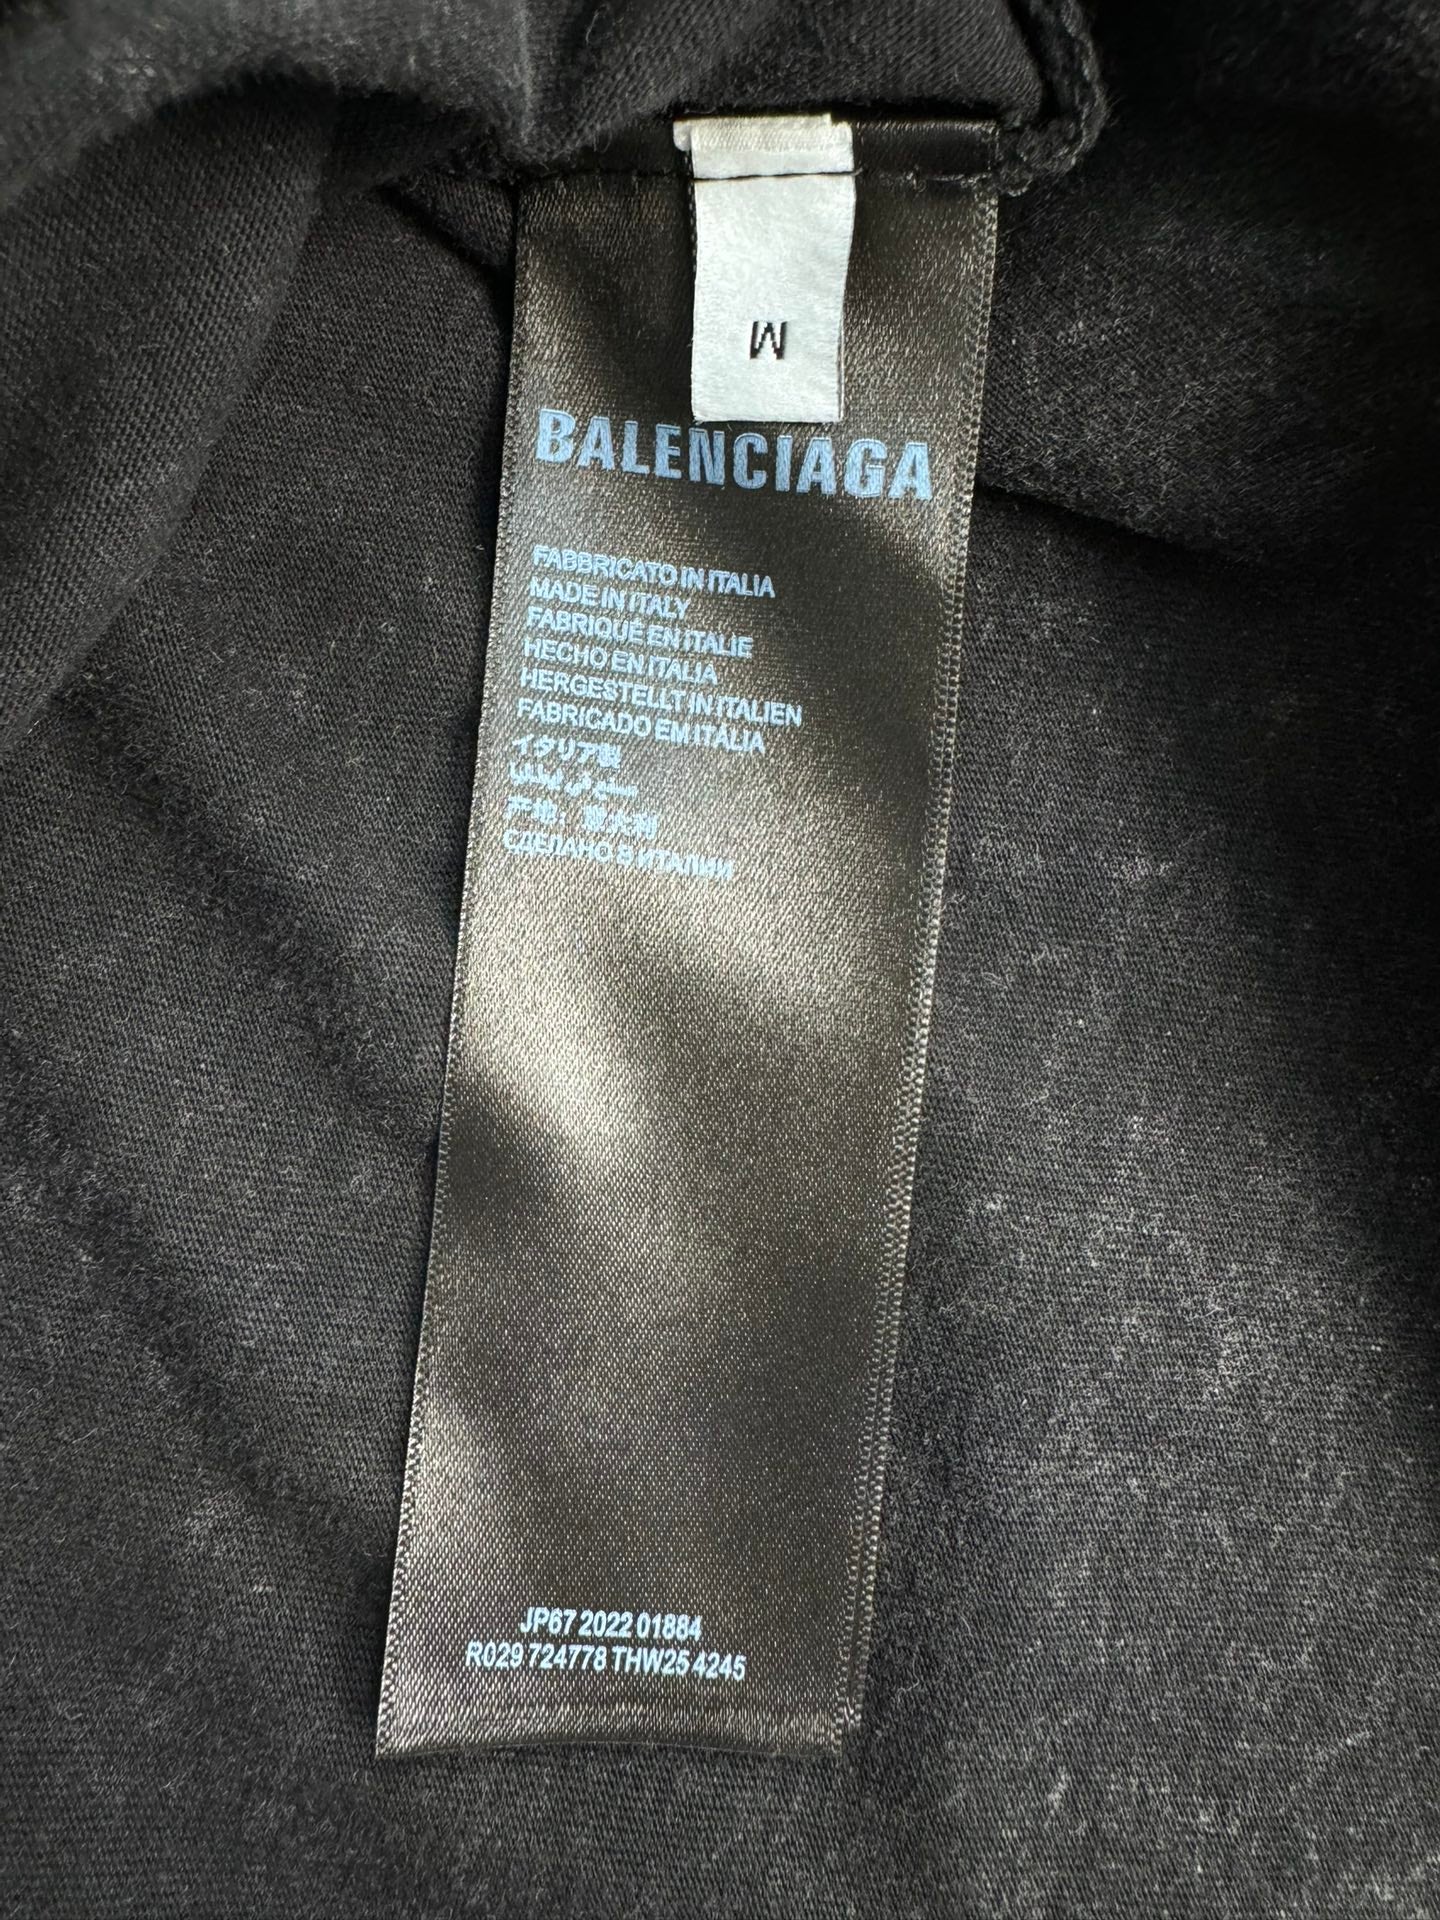 M
BALENCIAGA
FABBRICATO IN ITALIA
MADE IN ITALY
FABRIQUÉ EN ITALIE
HECHO EN ITALIA
HERGESTELLT IN ITALIEN
FABRICADO EM ITÁLIA
イタリア製
产地：意大利
СДЕЛАНО В ИТАЛИИ
JP67 2022 01884
R029 724778 THW25 4245